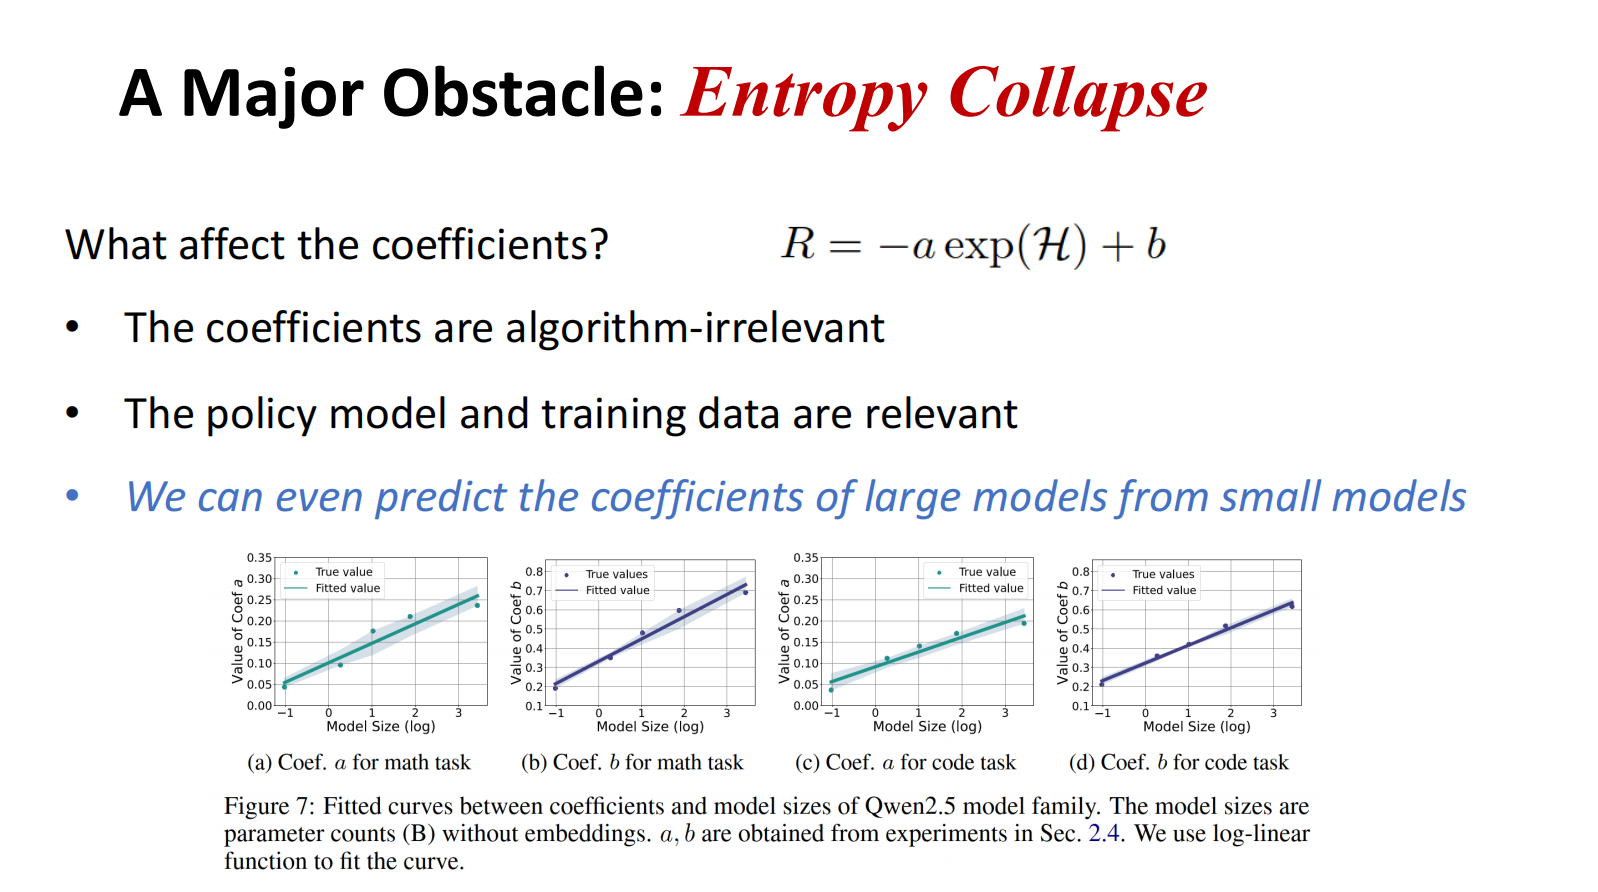 A Major Obstacle: Entropy Collapse
What affect the coefficients?
R = −a exp(ℋ) + b
• The coefficients are algorithm-irrelevant
• The policy model and training data are relevant
• We can even predict the coefficients of large models from small models
Value of Coef a
0.35
0.30
0.25
0.20
0.15
0.10
0.05
0.00
True value
Fitted value
−1 0 1 2 3
Model Size (log)
(a) Coef. a for math task
Value of Coef b
0.8
0.7
0.6
0.5
0.4
0.3
0.2
0.1
True values
Fitted value
−1 0 1 2 3
Model Size (log)
(b) Coef. b for math task
Value of Coef a
0.35
0.30
0.25
0.20
0.15
0.10
0.05
0.00
True value
Fitted value
−1 0 1 2 3
Model Size (log)
(c) Coef. a for code task
Value of Coef b
0.8
0.7
0.6
0.5
0.4
0.3
0.2
0.1
True values
Fitted value
−1 0 1 2 3
Model Size (log)
(d) Coef. b for code task
Figure 7: Fitted curves between coefficients and model sizes of Qwen2.5 model family. The model sizes are
parameter counts (B) without embeddings. a, b are obtained from experiments in Sec. 2.4. We use log-linear
function to fit the curve.